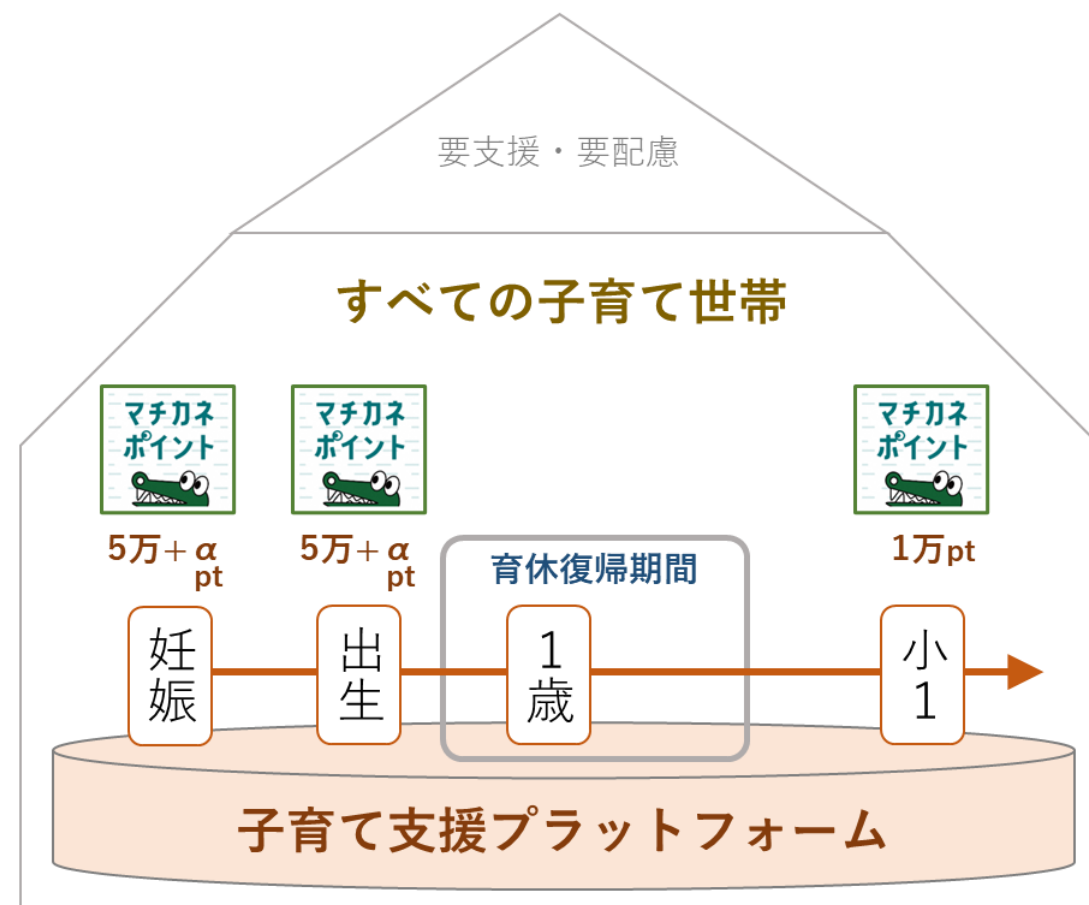 要支援・要配慮
すべての子育て世帯
マチカネ
ポイント
マチカネ
ポイント
マチカネ
ポイント
5万+α
pt
5万+α
pt
1万pt
育休復帰期間
妊娠
出生
1歳
小1
子育て支援プラットフォーム